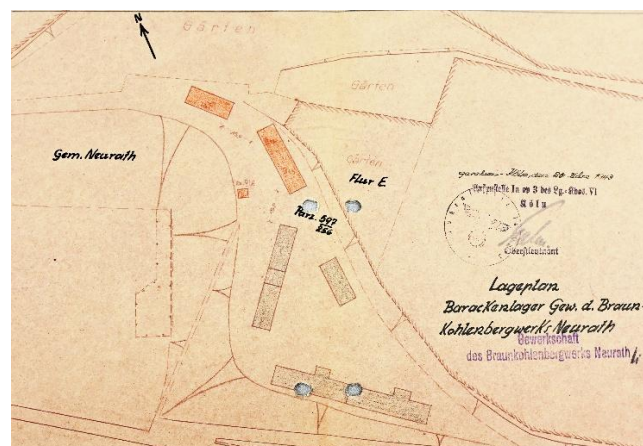 N
Gärten
Gärten
Gärten
Gem. Neurath
Flur E.
Parz. 597
256
Köln
Oberstleutnant
Lageplan
Barackenlager Gew. d. Braun-
kohlenbergwerks Neurath
Gewerkschaft
des Braunkohlenbergwerks Neurath